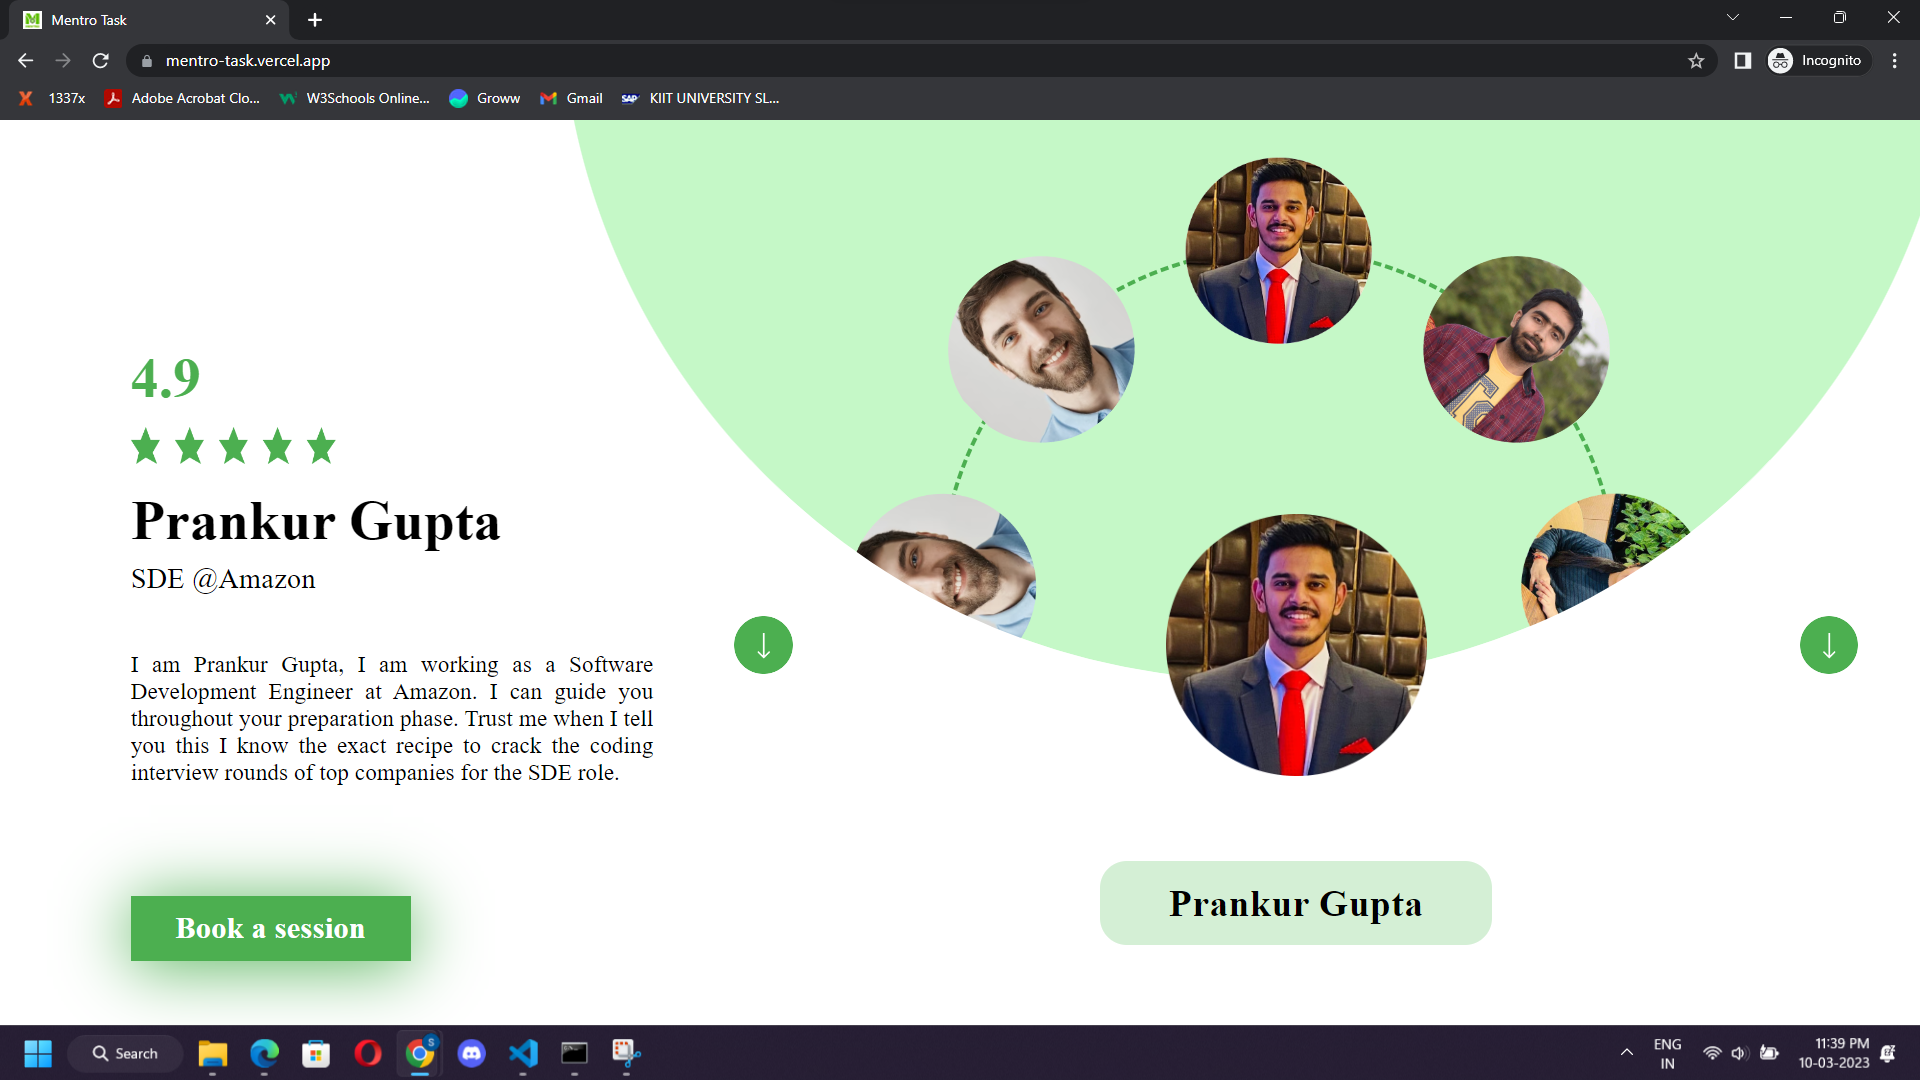 Mentro Task
mentro-task.vercel.app
Incognito
1337x
Adobe Acrobat Clo...
W3Schools Online...
Groww
Gmail
SAP
KIIT UNIVERSITY SL...
4.9
Prankur Gupta
SDE @Amazon
I am Prankur Gupta, I am working as a Software
Development Engineer at Amazon. I can guide you
throughout your preparation phase. Trust me when I tell
you this I know the exact recipe to crack the coding
interview rounds of top companies for the SDE role.
Book a session
Prankur Gupta
Search
S
ENG
IN
11:39 PM
10-03-2023